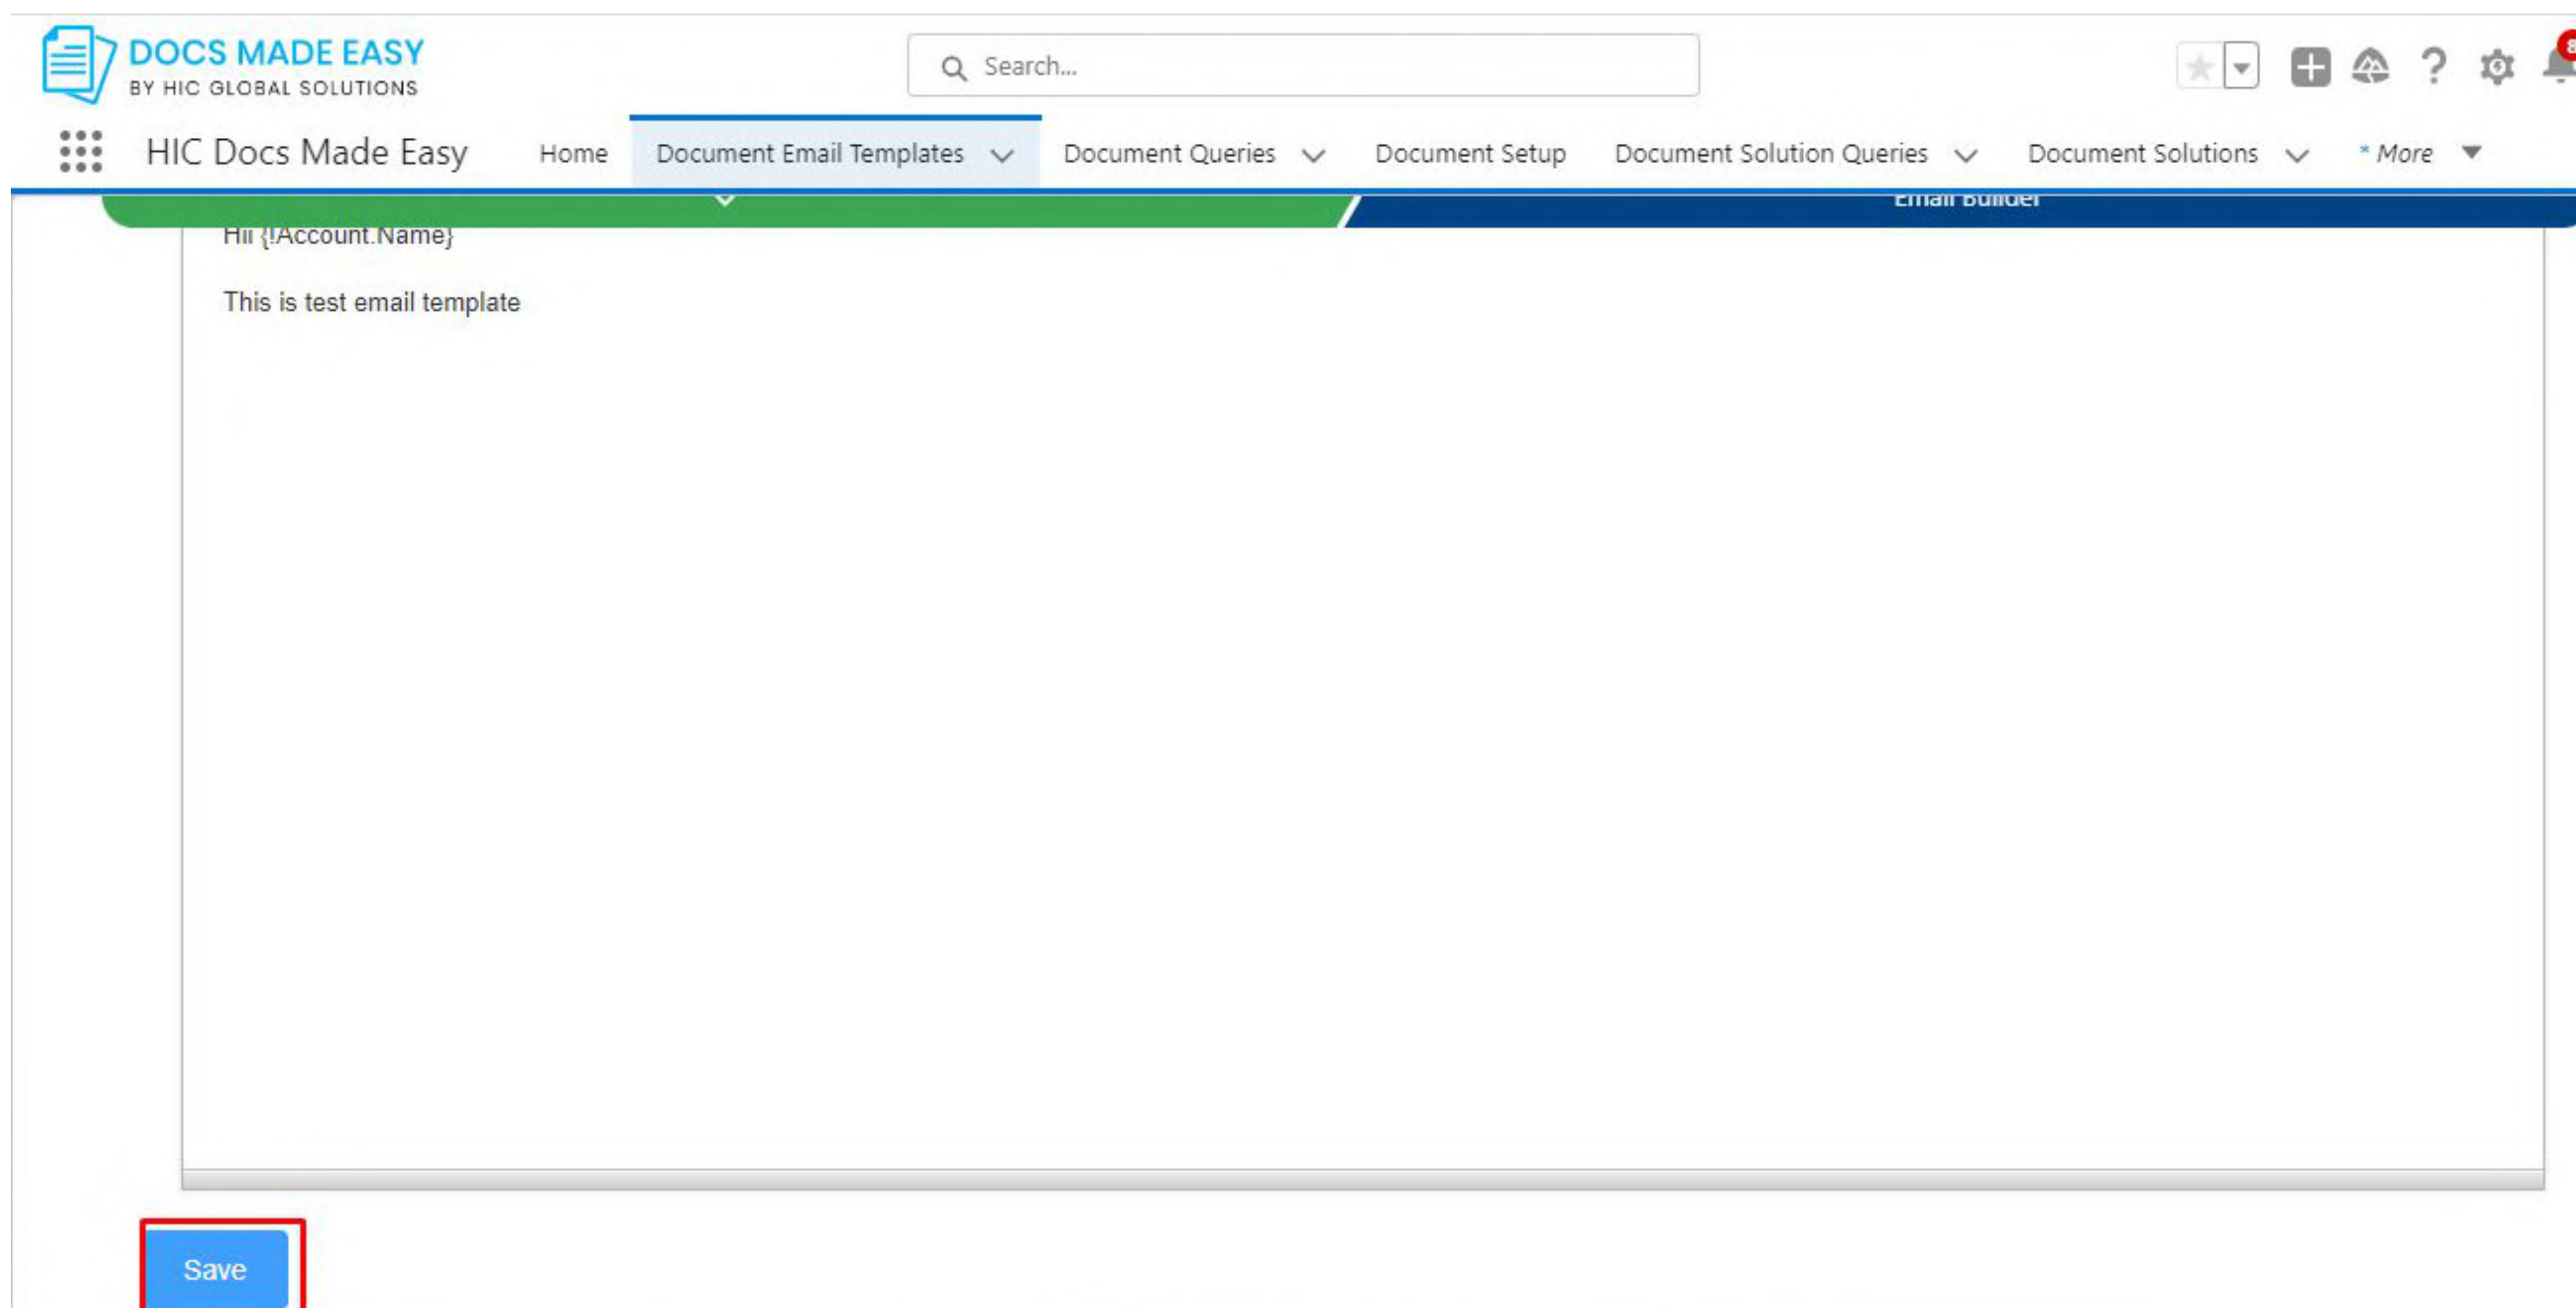 DOCS MADE EASY
BY HIC GLOBAL SOLUTIONS
Search...
8
HIC Docs Made Easy Home Document Email Templates Document Queries Document Setup Document Solution Queries Document Solutions * More
Email Builder
Hii {!Account.Name}
This is test email template
Save